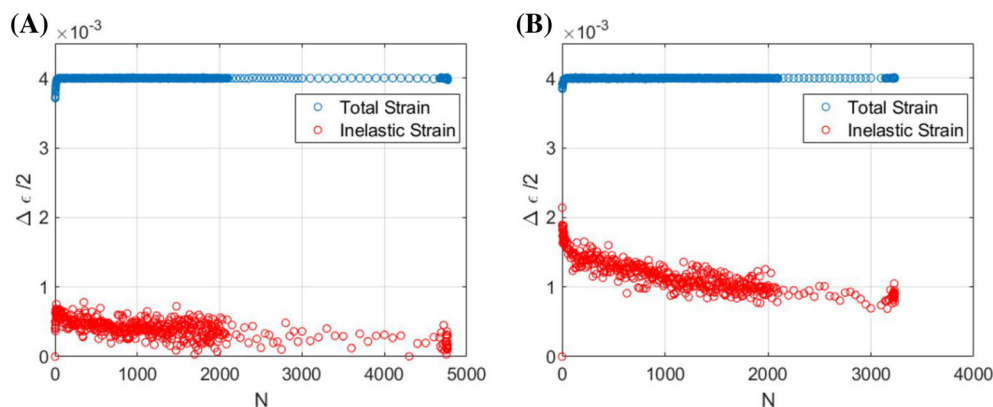 (A)
×10⁻³
4
3
2
1
0
Δ ϵ /2
Total Strain
Inelastic Strain
0 1000 2000 3000 4000 5000
N
(B)
×10⁻³
4
3
2
1
0
Δ ϵ /2
Total Strain
Inelastic Strain
0 1000 2000 3000 4000
N